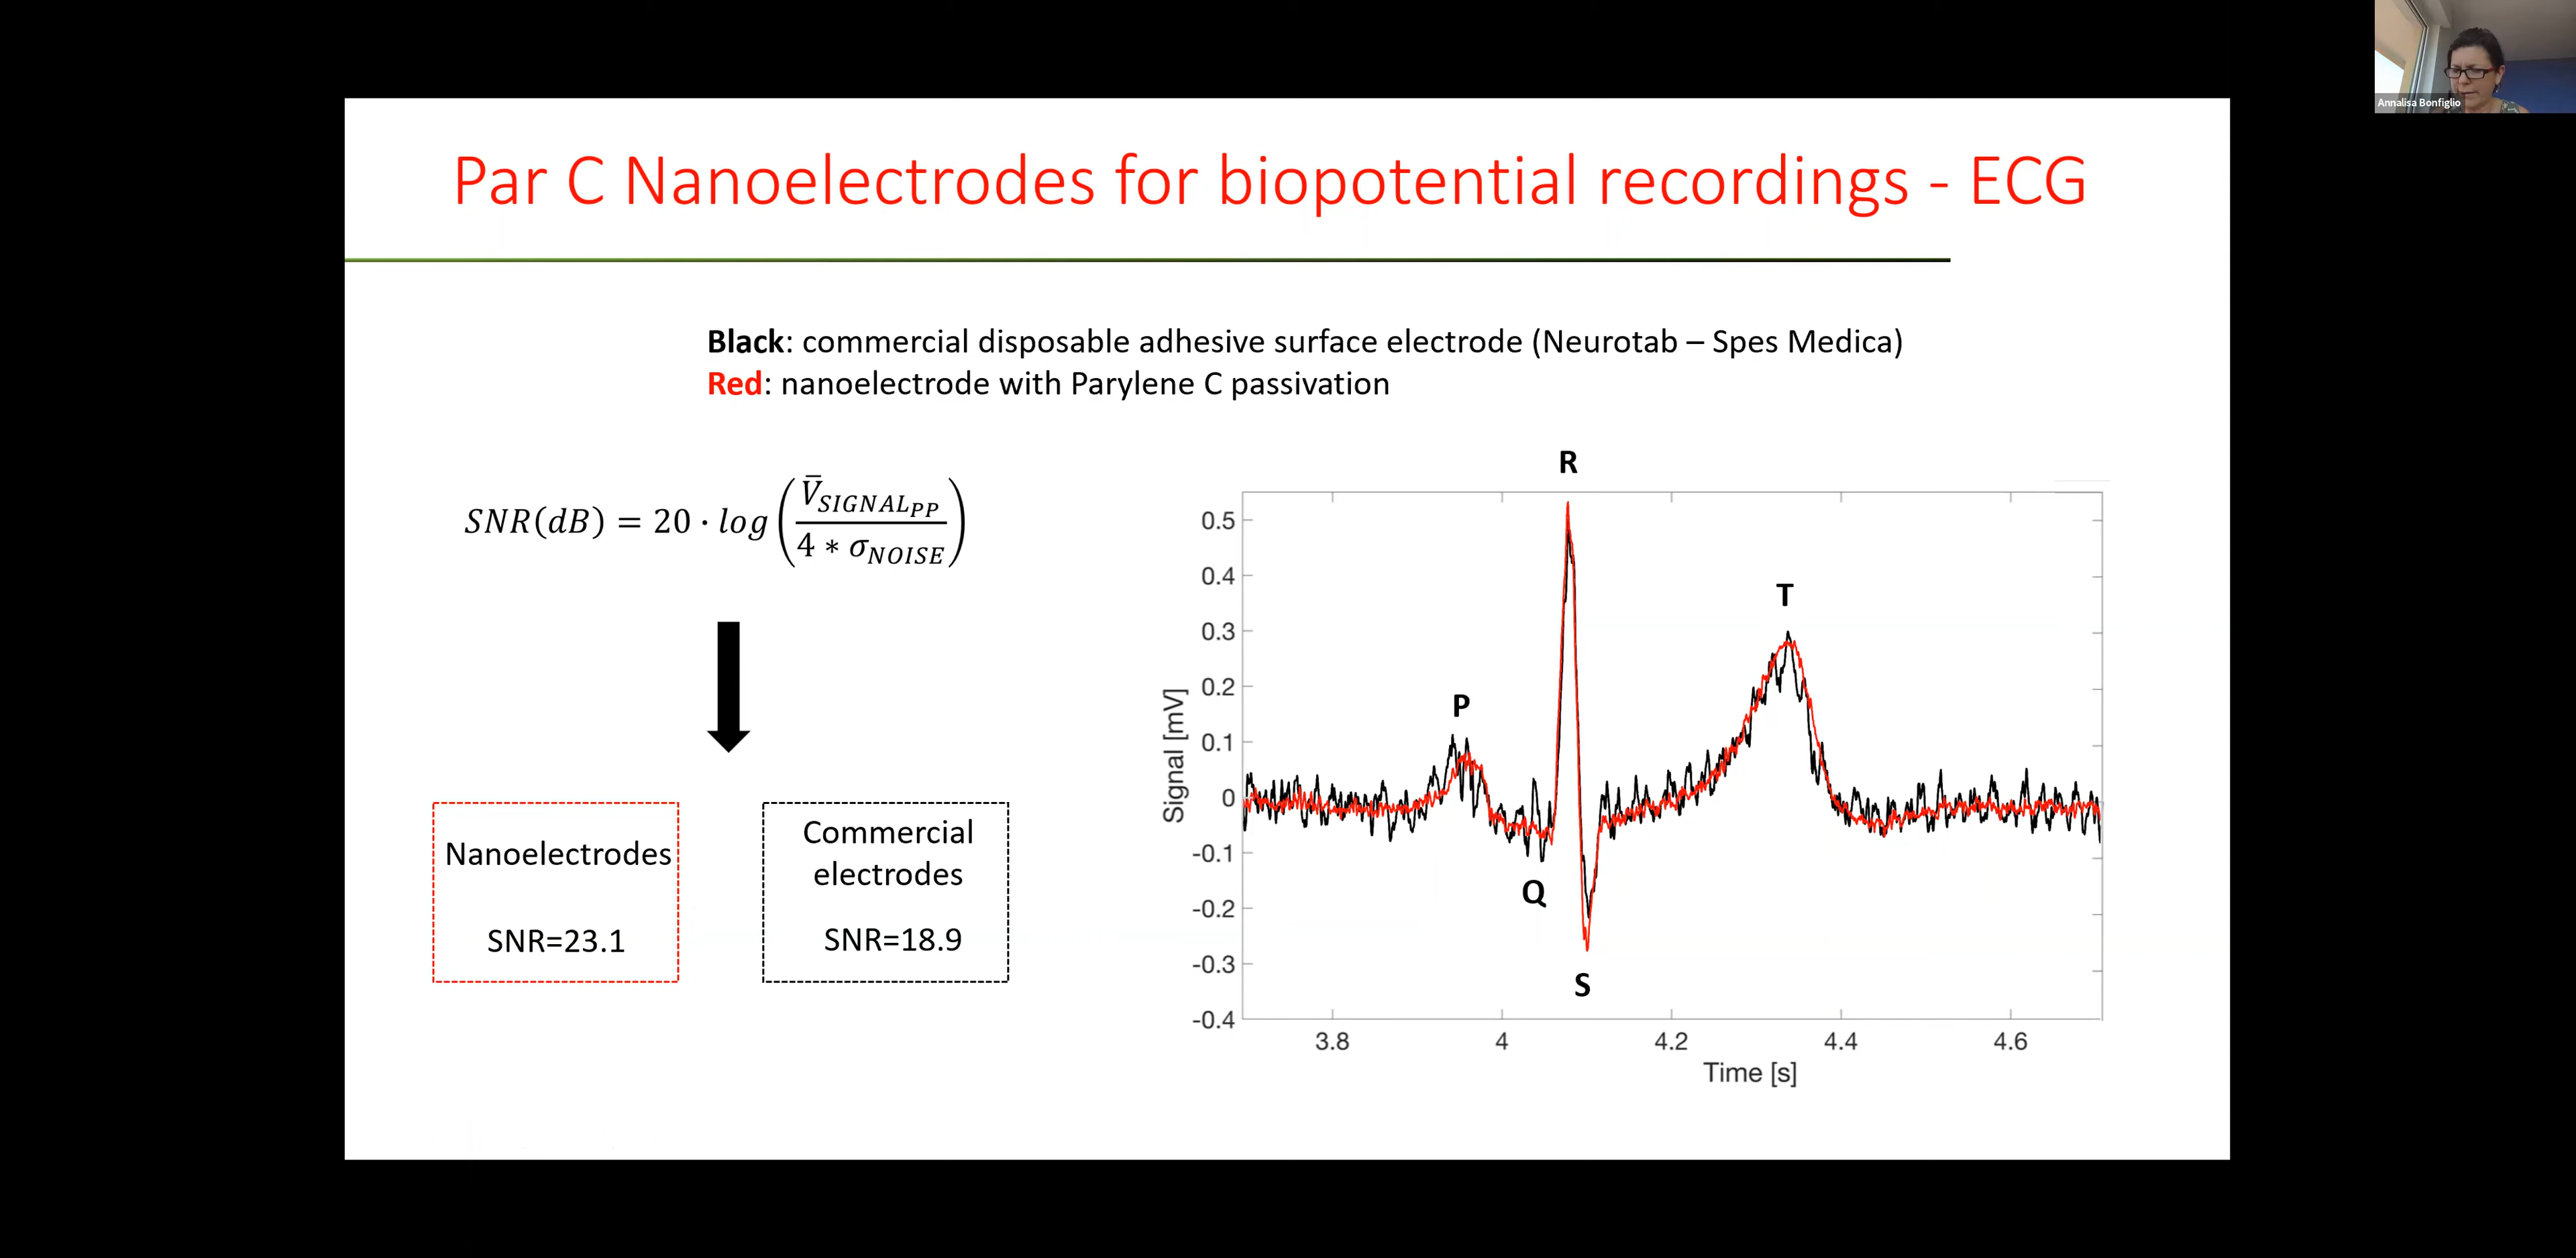 Annalisa Bonfiglio
Par C Nanoelectrodes for biopotential recordings - ECG
Black: commercial disposable adhesive surface electrode (Neurotab – Spes Medica)
Red: nanoelectrode with Parylene C passivation
SNR(dB) = 20 · log( V̄_SIGNAL_PP / 4 * σ_NOISE )
Nanoelectrodes
SNR=23.1
Commercial
electrodes
SNR=18.9
R
T
P
Q
S
Signal [mV]
0.5
0.4
0.3
0.2
0.1
0
-0.1
-0.2
-0.3
-0.4
3.8 4 4.2 4.4 4.6
Time [s]